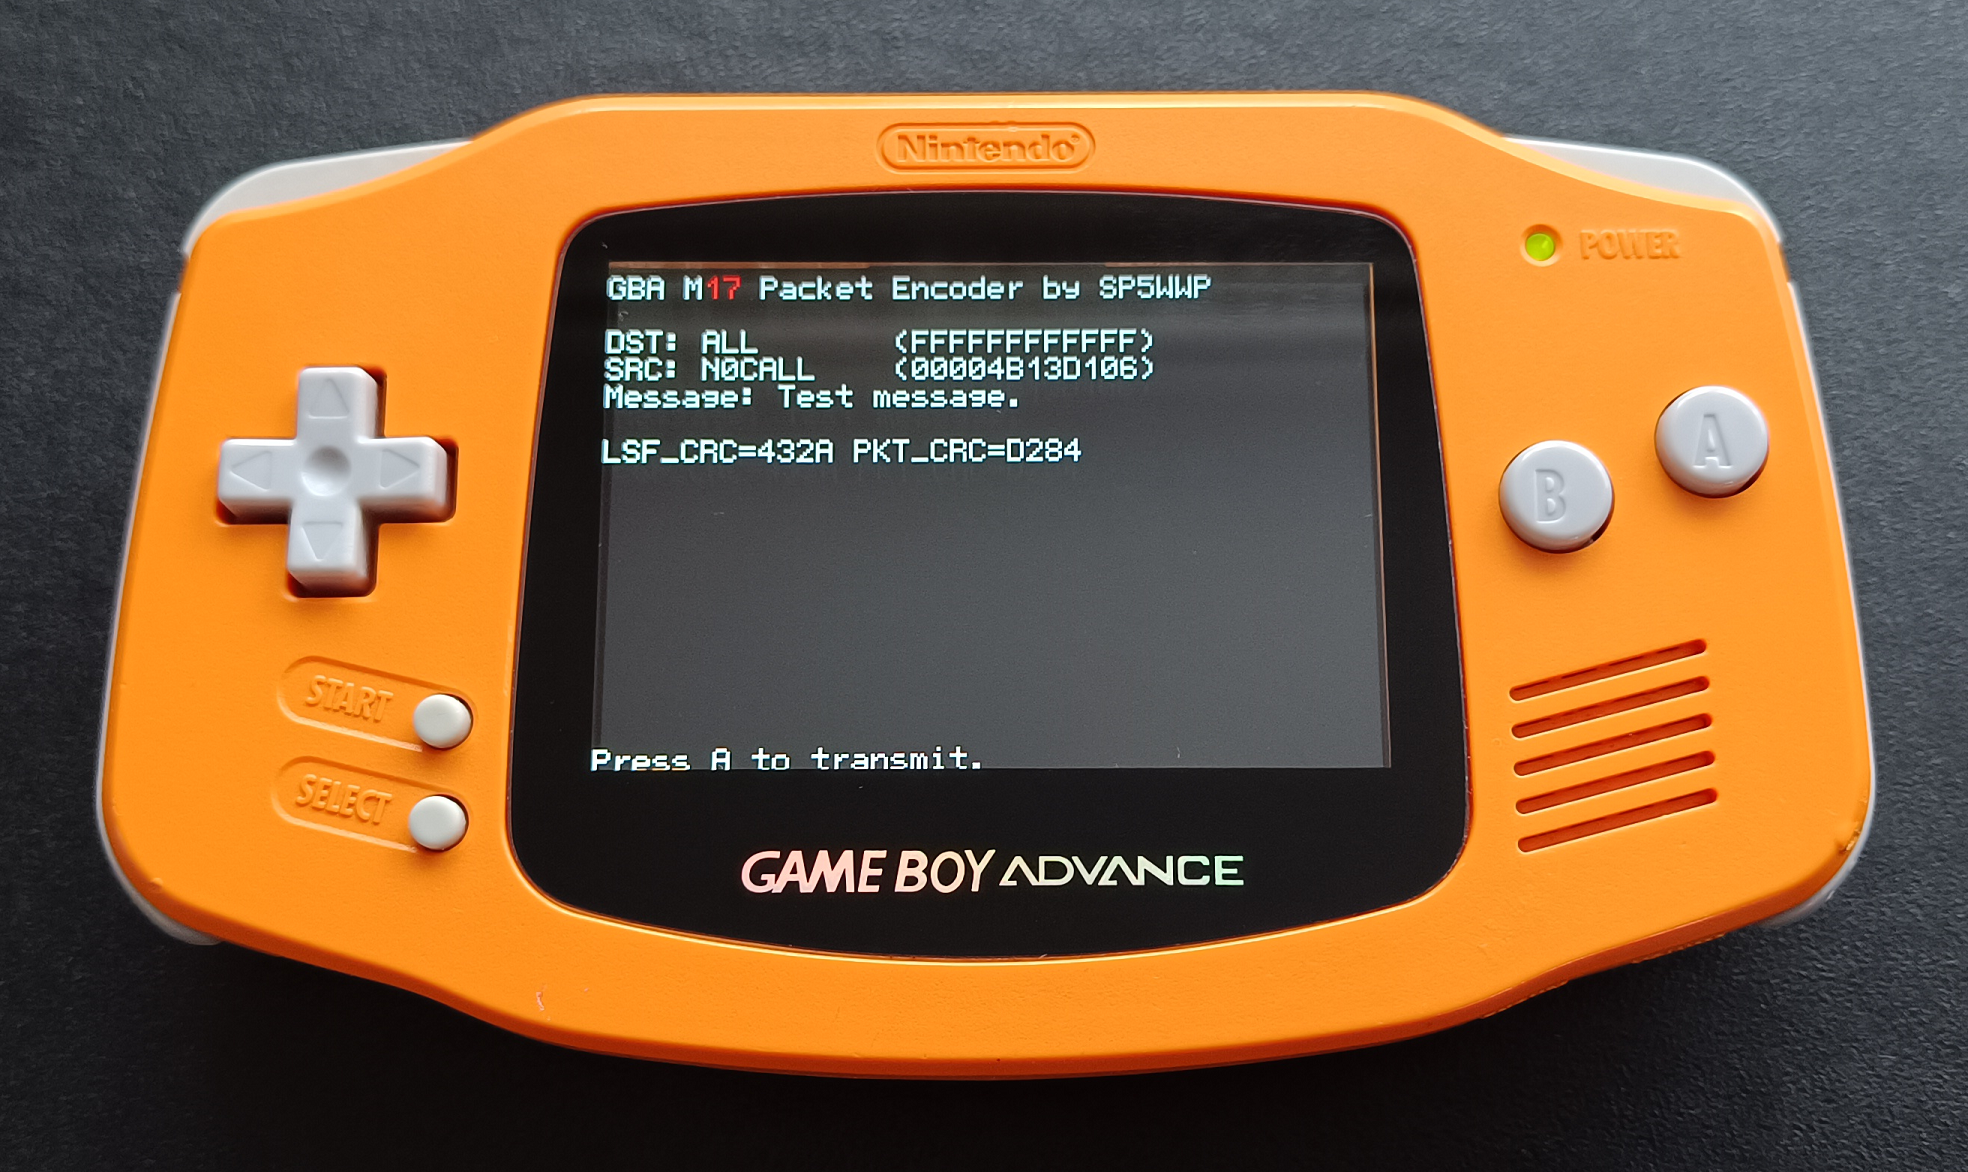 Nintendo
POWER
GBA M17 Packet Encoder by SP5WWP
DST: ALL (FFFFFFFFFFFF)
SRC: N0CALL (00004B13D106)
Message: Test message.
LSF_CRC=432A PKT_CRC=D284
Press A to transmit.
A
B
START
SELECT
GAME BOY ADVANCE